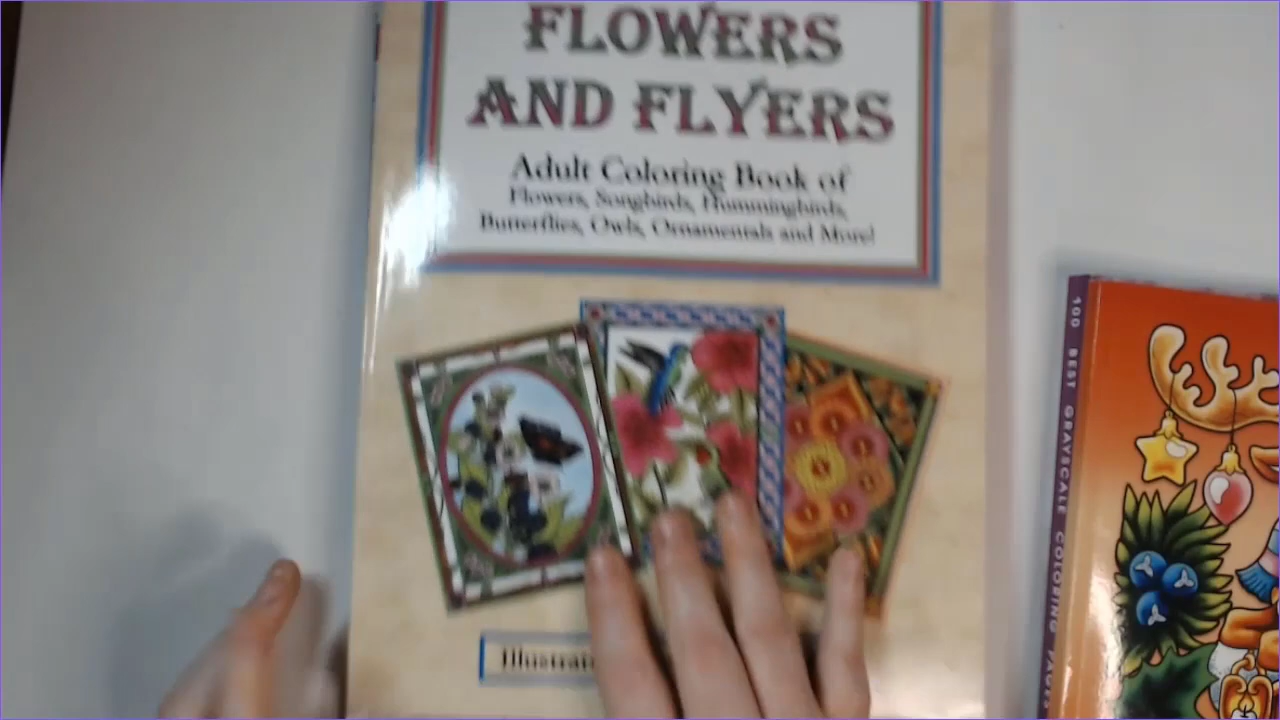 FLOWERS
AND FLYERS
Adult Coloring Book of
Flowers, Songbirds, Hummingbirds,
Butterflies, Owls, Ornamentals and More!
100 BEST GRAYSCALE COLORING PAGES